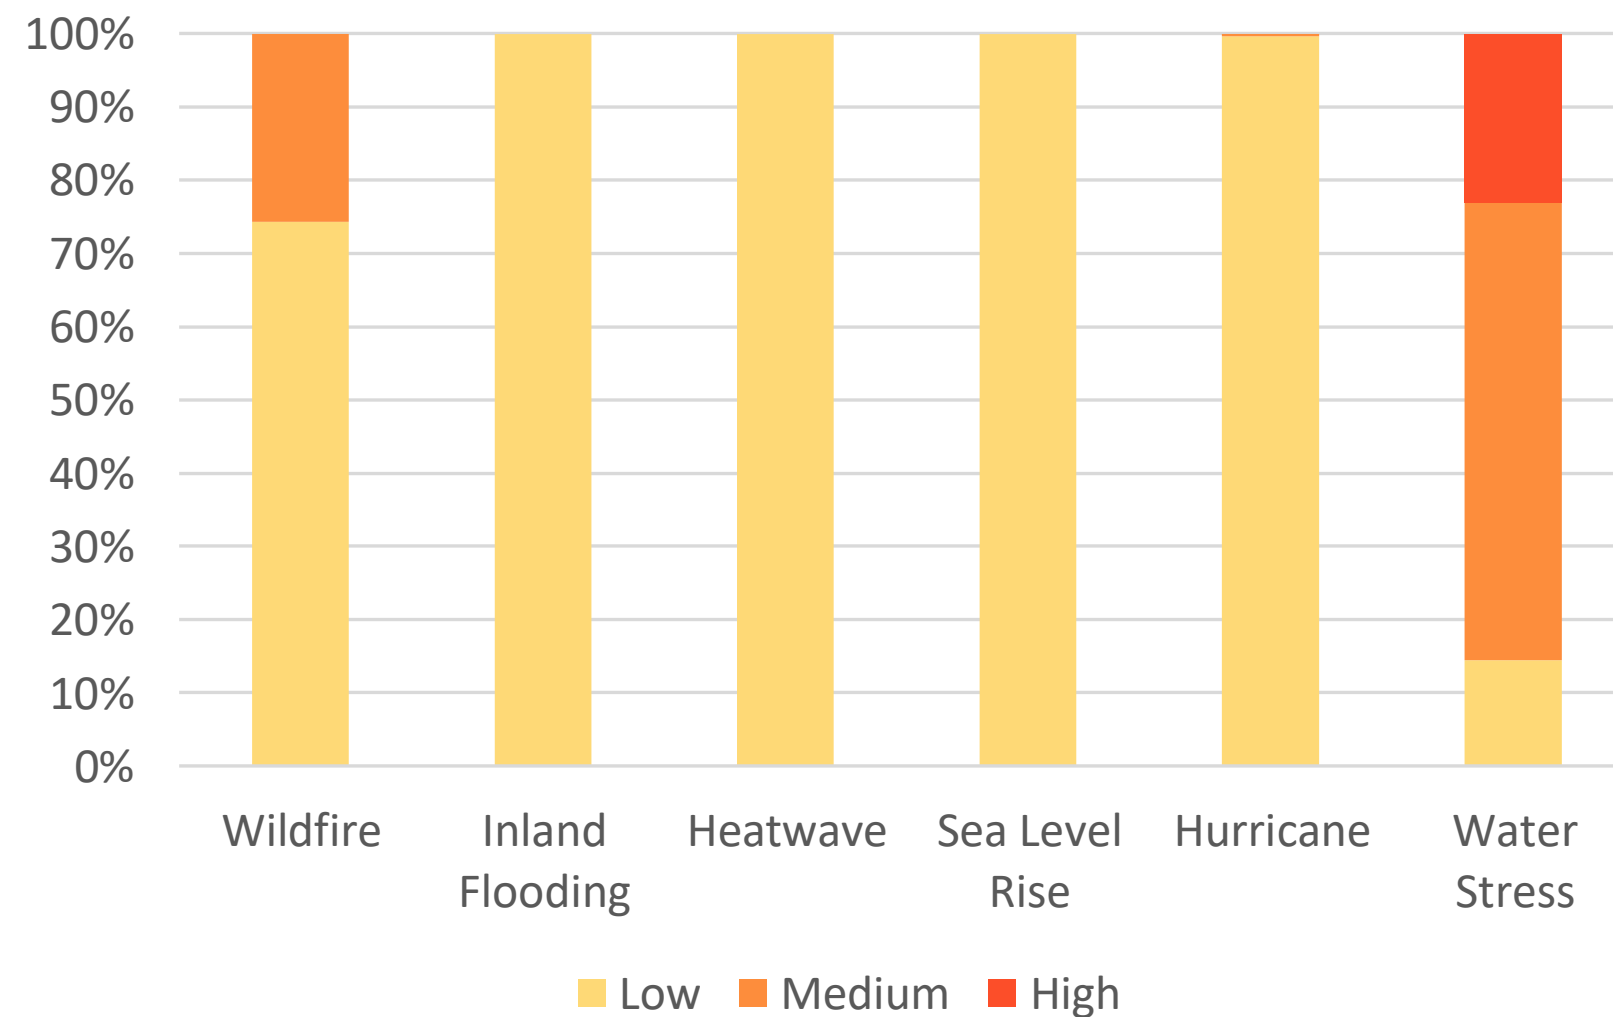 100%
90%
80%
70%
60%
50%
40%
30%
20%
10%
0%
Wildfire
Inland
Flooding
Heatwave
Sea Level
Rise
Hurricane
Water
Stress
Low
Medium
High